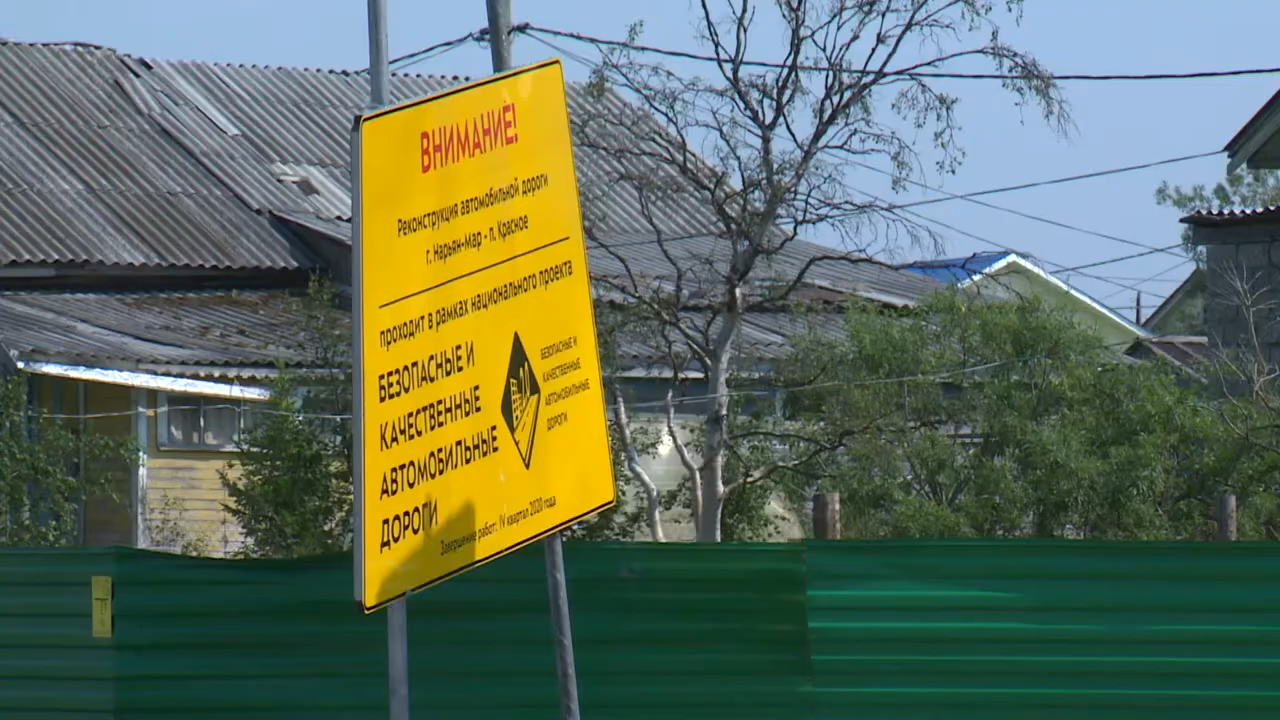 ВНИМАНИЕ!
Реконструкция автомобильной дороги
г. Нарьян-Мар - п. Красное
проходит в рамках национального проекта
БЕЗОПАСНЫЕ И
КАЧЕСТВЕННЫЕ
АВТОМОБИЛЬНЫЕ
ДОРОГИ
БЕЗОПАСНЫЕ И
КАЧЕСТВЕННЫЕ
АВТОМОБИЛЬНЫЕ
ДОРОГИ
Завершение работ: IV квартал 2020 года